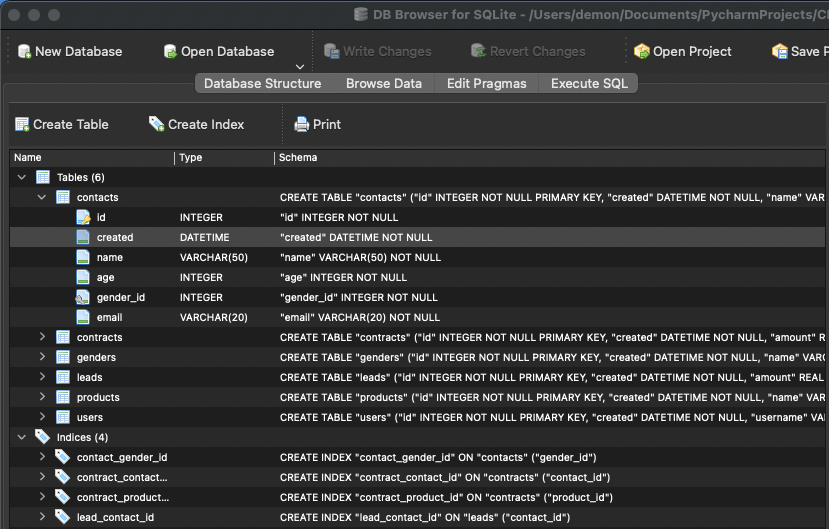 DB Browser for SQLite - /Users/demon/Documents/PycharmProjects/
New Database Open Database Write Changes Revert Changes Open Project Save
Database Structure Browse Data Edit Pragmas Execute SQL
Create Table Create Index Print
Name Type Schema
Tables (6)
contacts CREATE TABLE "contacts" ("id" INTEGER NOT NULL PRIMARY KEY, "created" DATETIME NOT NULL, "name" VAR
id INTEGER "id" INTEGER NOT NULL
created DATETIME "created" DATETIME NOT NULL
name VARCHAR(50) "name" VARCHAR(50) NOT NULL
age INTEGER "age" INTEGER NOT NULL
gender_id INTEGER "gender_id" INTEGER NOT NULL
email VARCHAR(20) "email" VARCHAR(20) NOT NULL
contracts CREATE TABLE "contracts" ("id" INTEGER NOT NULL PRIMARY KEY, "created" DATETIME NOT NULL, "amount" R
genders CREATE TABLE "genders" ("id" INTEGER NOT NULL PRIMARY KEY, "created" DATETIME NOT NULL, "name" VARC
leads CREATE TABLE "leads" ("id" INTEGER NOT NULL PRIMARY KEY, "created" DATETIME NOT NULL, "amount" REAL
products CREATE TABLE "products" ("id" INTEGER NOT NULL PRIMARY KEY, "created" DATETIME NOT NULL, "name" VAR
users CREATE TABLE "users" ("id" INTEGER NOT NULL PRIMARY KEY, "created" DATETIME NOT NULL, "username" VA
Indices (4)
contact_gender_id CREATE INDEX "contact_gender_id" ON "contacts" ("gender_id")
contract_contact... CREATE INDEX "contract_contact_id" ON "contracts" ("contact_id")
contract_product... CREATE INDEX "contract_product_id" ON "contracts" ("product_id")
lead_contact_id CREATE INDEX "lead_contact_id" ON "leads" ("contact_id")